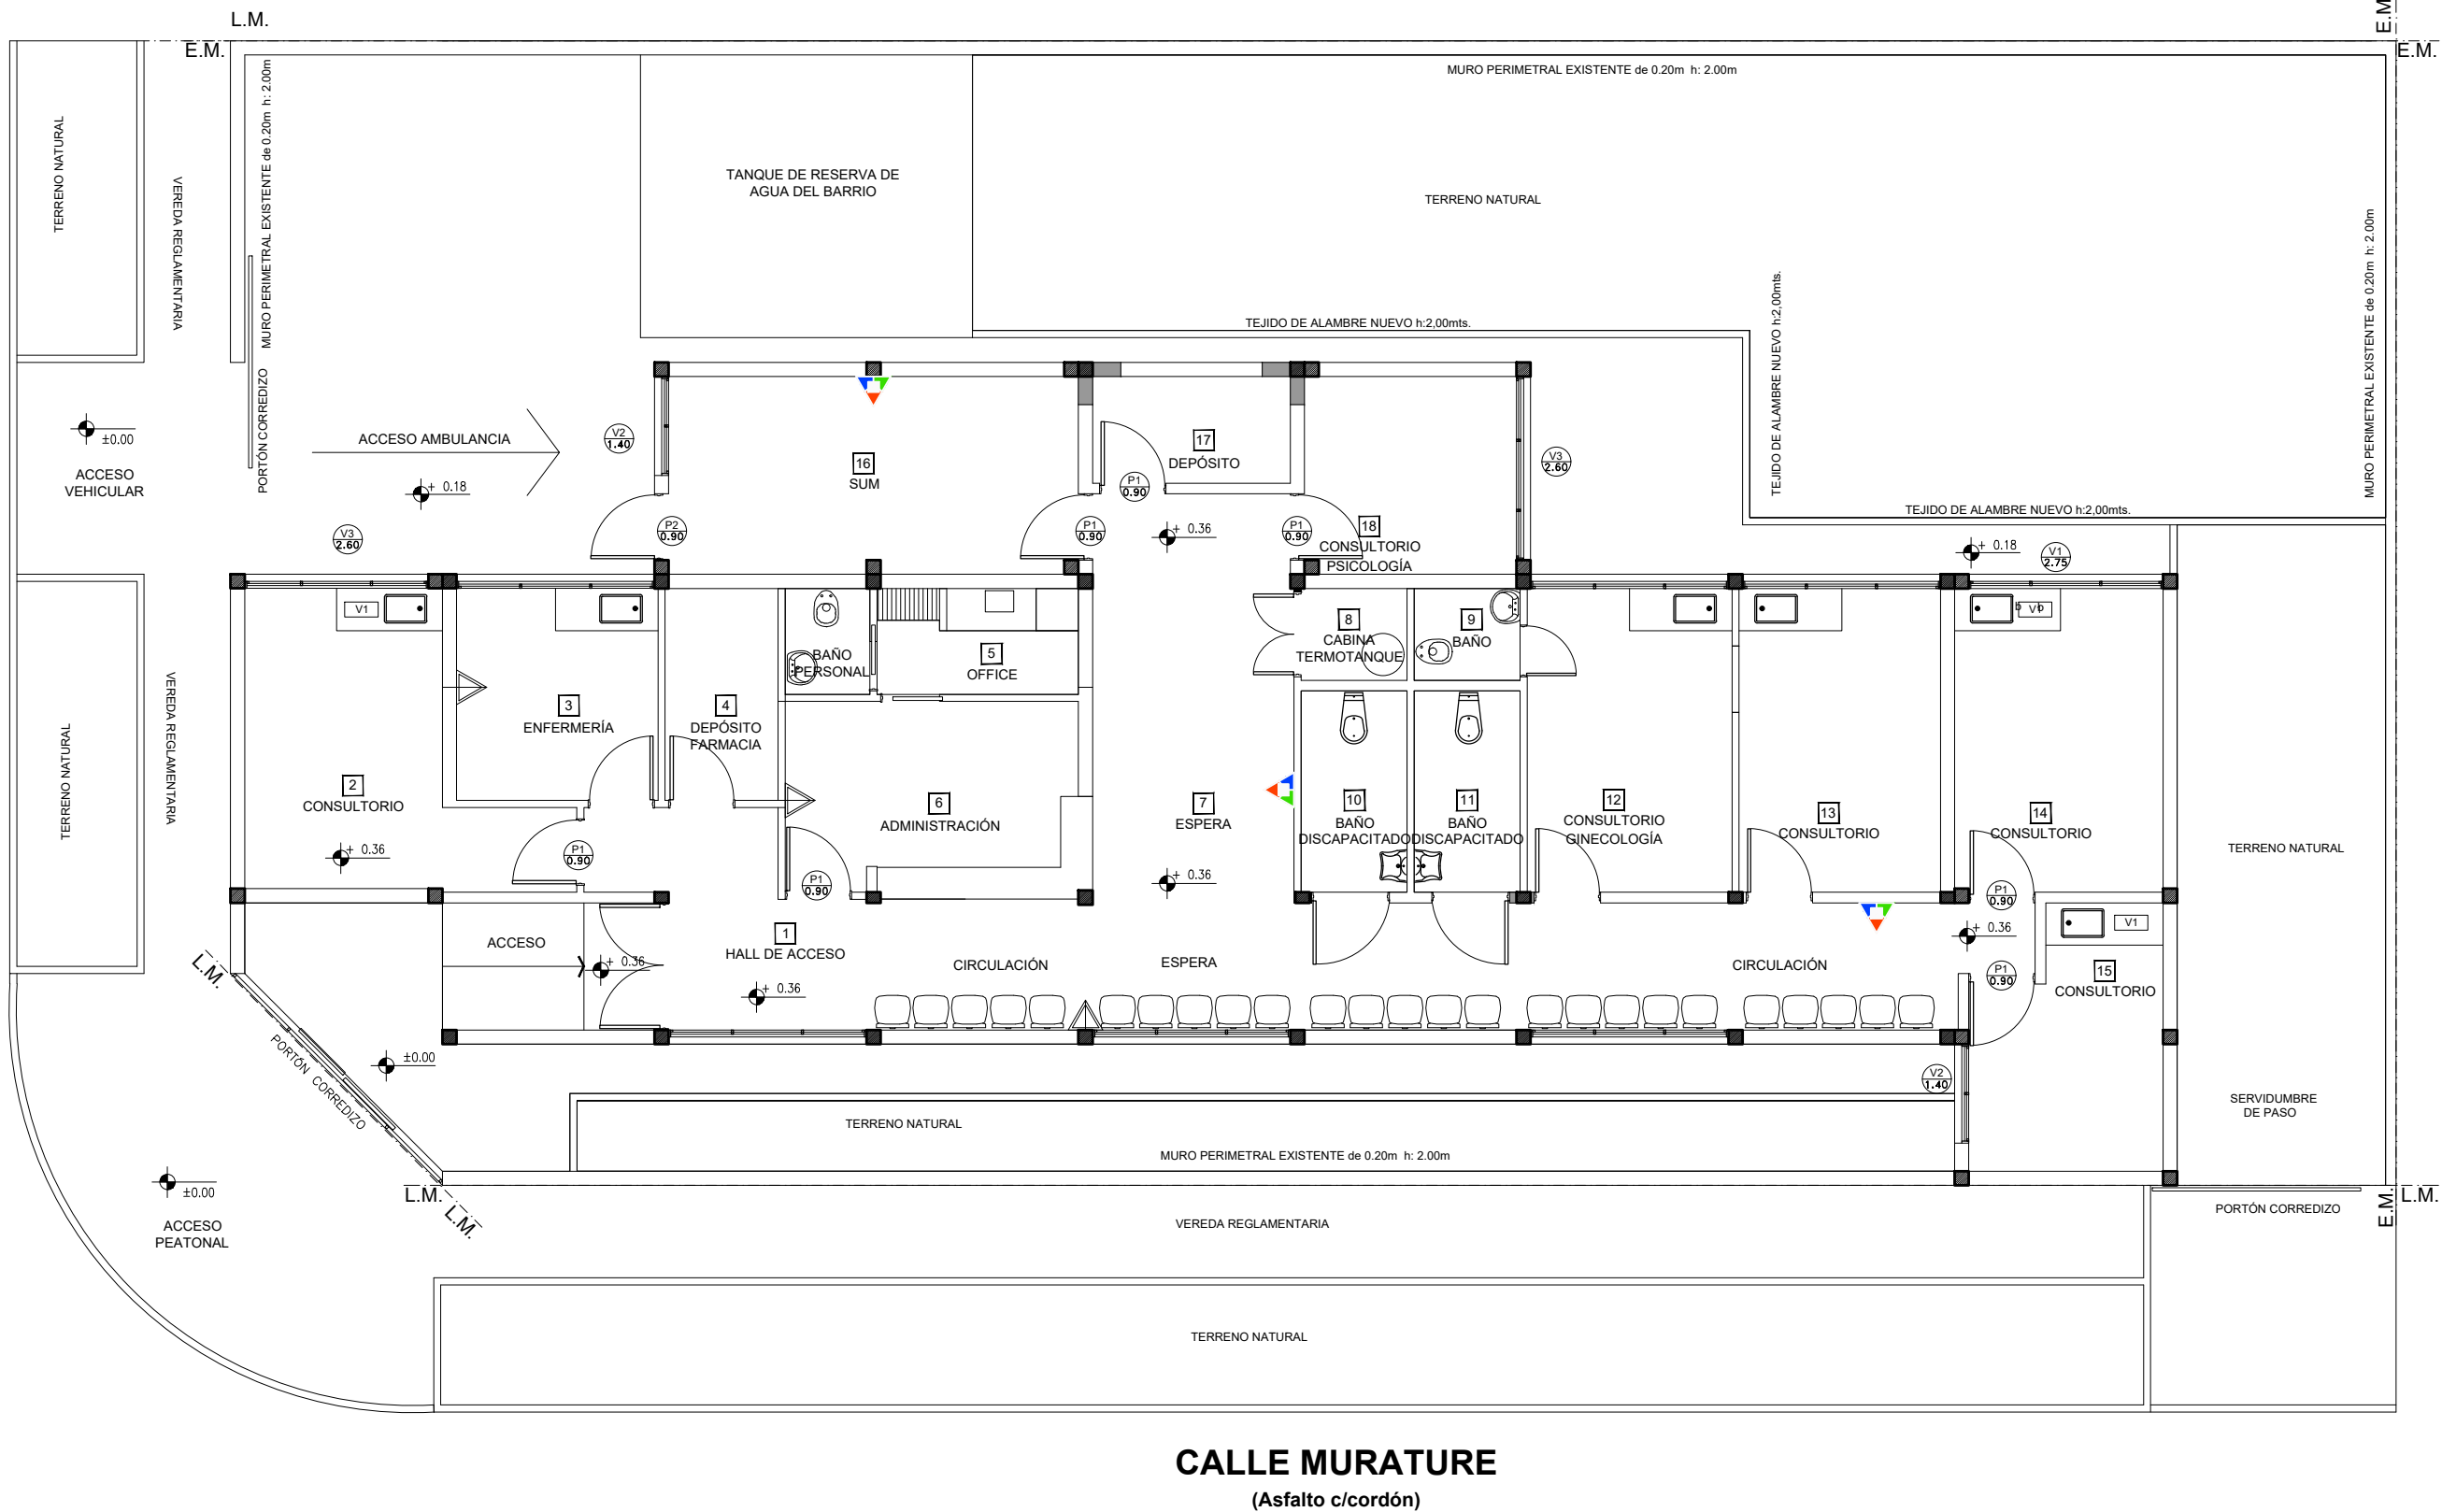 L.M.
E.M.
E.M.
E.M.
MURO PERIMETRAL EXISTENTE de 0.20m  h: 2.00m
MURO PERIMETRAL EXISTENTE de 0.20m  h: 2.00m
TERRENO NATURAL
VEREDA REGLAMENTARIA
TANQUE DE RESERVA DE
AGUA DEL BARRIO
TERRENO NATURAL
MURO PERIMETRAL EXISTENTE de 0.20m  h: 2.00m
TEJIDO DE ALAMBRE NUEVO h:2,00mts.
TEJIDO DE ALAMBRE NUEVO h:2,00mts.
TEJIDO DE ALAMBRE NUEVO h:2,00mts.
PORTÓN CORREDIZO
±0.00
ACCESO
VEHICULAR
ACCESO AMBULANCIA
+ 0.18
V2
1.40
16
SUM
17
DEPÓSITO
P1
0.90
V3
2.60
V3
2.60
P2
0.90
P1
0.90
+ 0.36
P1
0.90
18
CONSULTORIO
PSICOLOGÍA
+ 0.18
V1
2.75
V1
8
CABINA
TERMOTANQUE
9
BAÑO
b
V1
b
BAÑO
PERSONAL
5
OFFICE
VEREDA REGLAMENTARIA
TERRENO NATURAL
3
ENFERMERÍA
4
DEPÓSITO
FARMACIA
2
CONSULTORIO
+ 0.36
6
ADMINISTRACIÓN
7
ESPERA
10
BAÑO
DISCAPACITADO
11
BAÑO
DISCAPACITADO
12
CONSULTORIO
GINECOLOGÍA
13
CONSULTORIO
14
CONSULTORIO
TERRENO NATURAL
P1
0.90
P1
0.90
+ 0.36
P1
0.90
V1
ACCESO
+ 0.36
1
HALL DE ACCESO
+ 0.36
CIRCULACIÓN
ESPERA
CIRCULACIÓN
+ 0.36
P1
0.90
15
CONSULTORIO
L.M.
PORTÓN CORREDIZO
±0.00
V2
1.40
TERRENO NATURAL
MURO PERIMETRAL EXISTENTE de 0.20m  h: 2.00m
SERVIDUMBRE
DE PASO
±0.00
ACCESO
PEATONAL
L.M.
L.M.
VEREDA REGLAMENTARIA
PORTÓN CORREDIZO
E.M.
L.M.
TERRENO NATURAL
CALLE MURATURE
(Asfalto c/cordón)